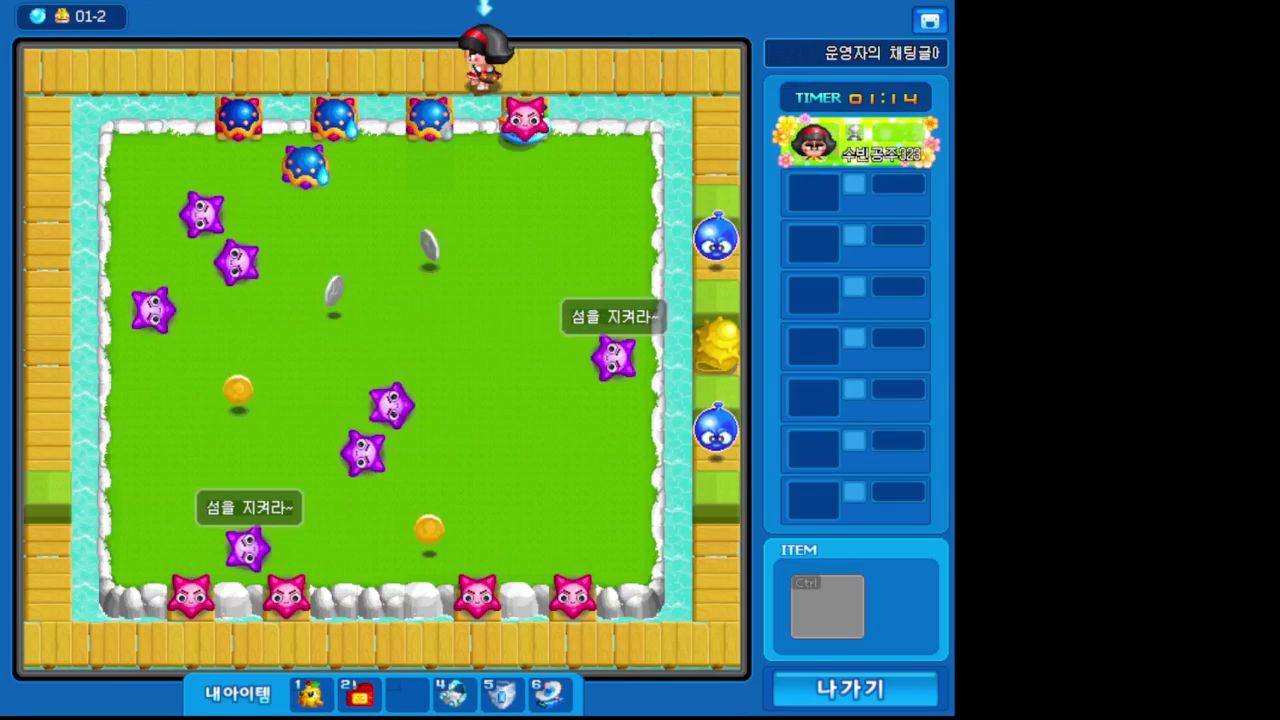 01-2
운영자의 채팅글
TIMER 01:14
수빈공주023
섬을 지켜라~
섬을 지켜라~
ITEM
Ctrl
내아이템
1
2
4
5
6
나가기